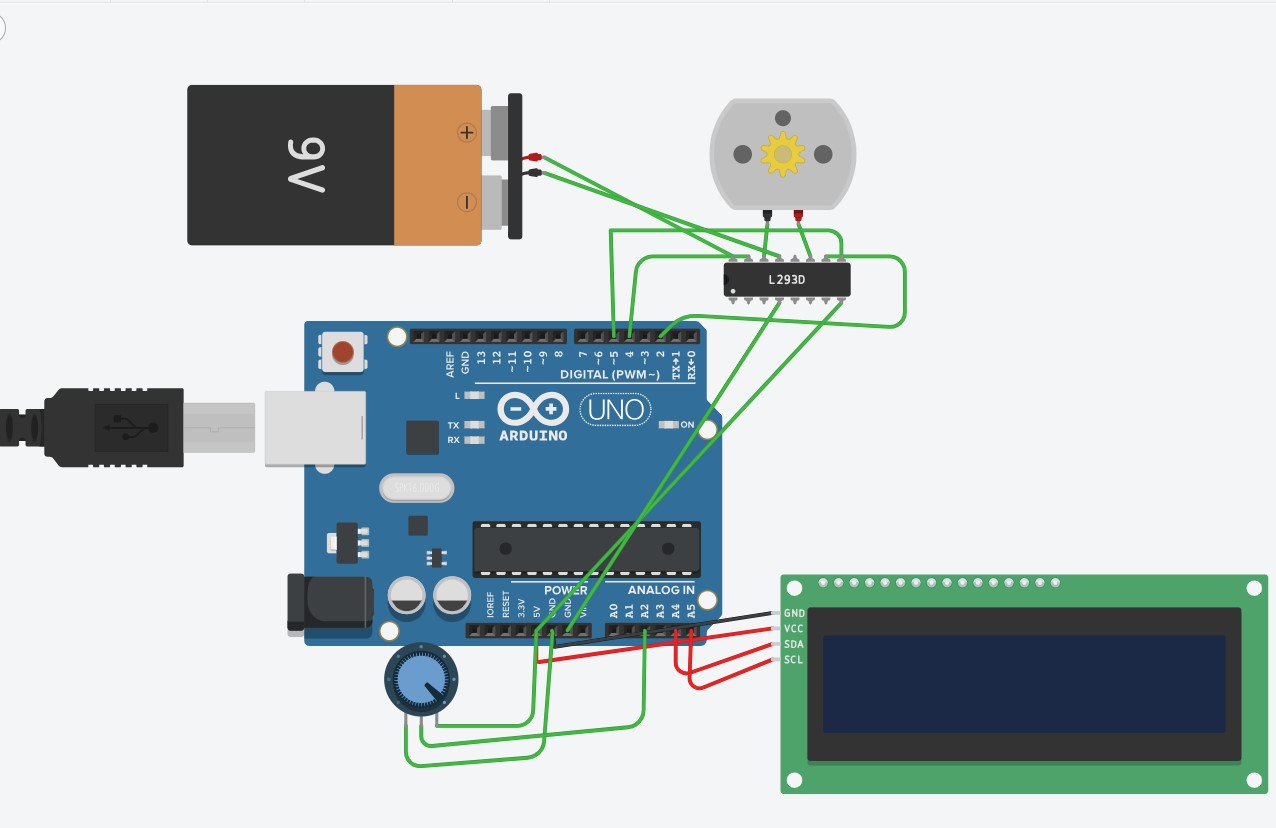 9V
+
-
L293D
AREF
GND
13
12
~11
~10
~9
8
7
~6
~5
4
~3
2
TX→1
RX←0
DIGITAL (PWM~)
L
TX
RX
ARDUINO
UNO
ON
POWER
ANALOG IN
IOREF
RESET
3.3V
5V
GND
GND
A0
A1
A2
A3
A4
A5
GND
VCC
SDA
SCL